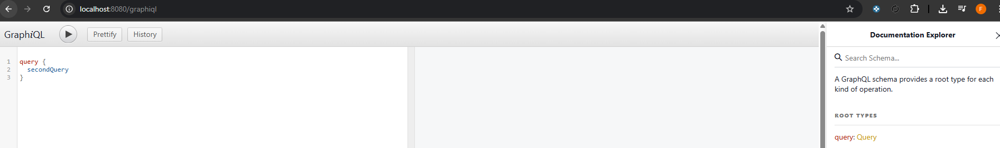 localhost:8080/graphiql
F
GraphiQL
Prettify
History
1 query {
2 secondQuery
3 }
Documentation Explorer
Search Schema...
A GraphQL schema provides a root type for each
kind of operation.
ROOT TYPES
query: Query